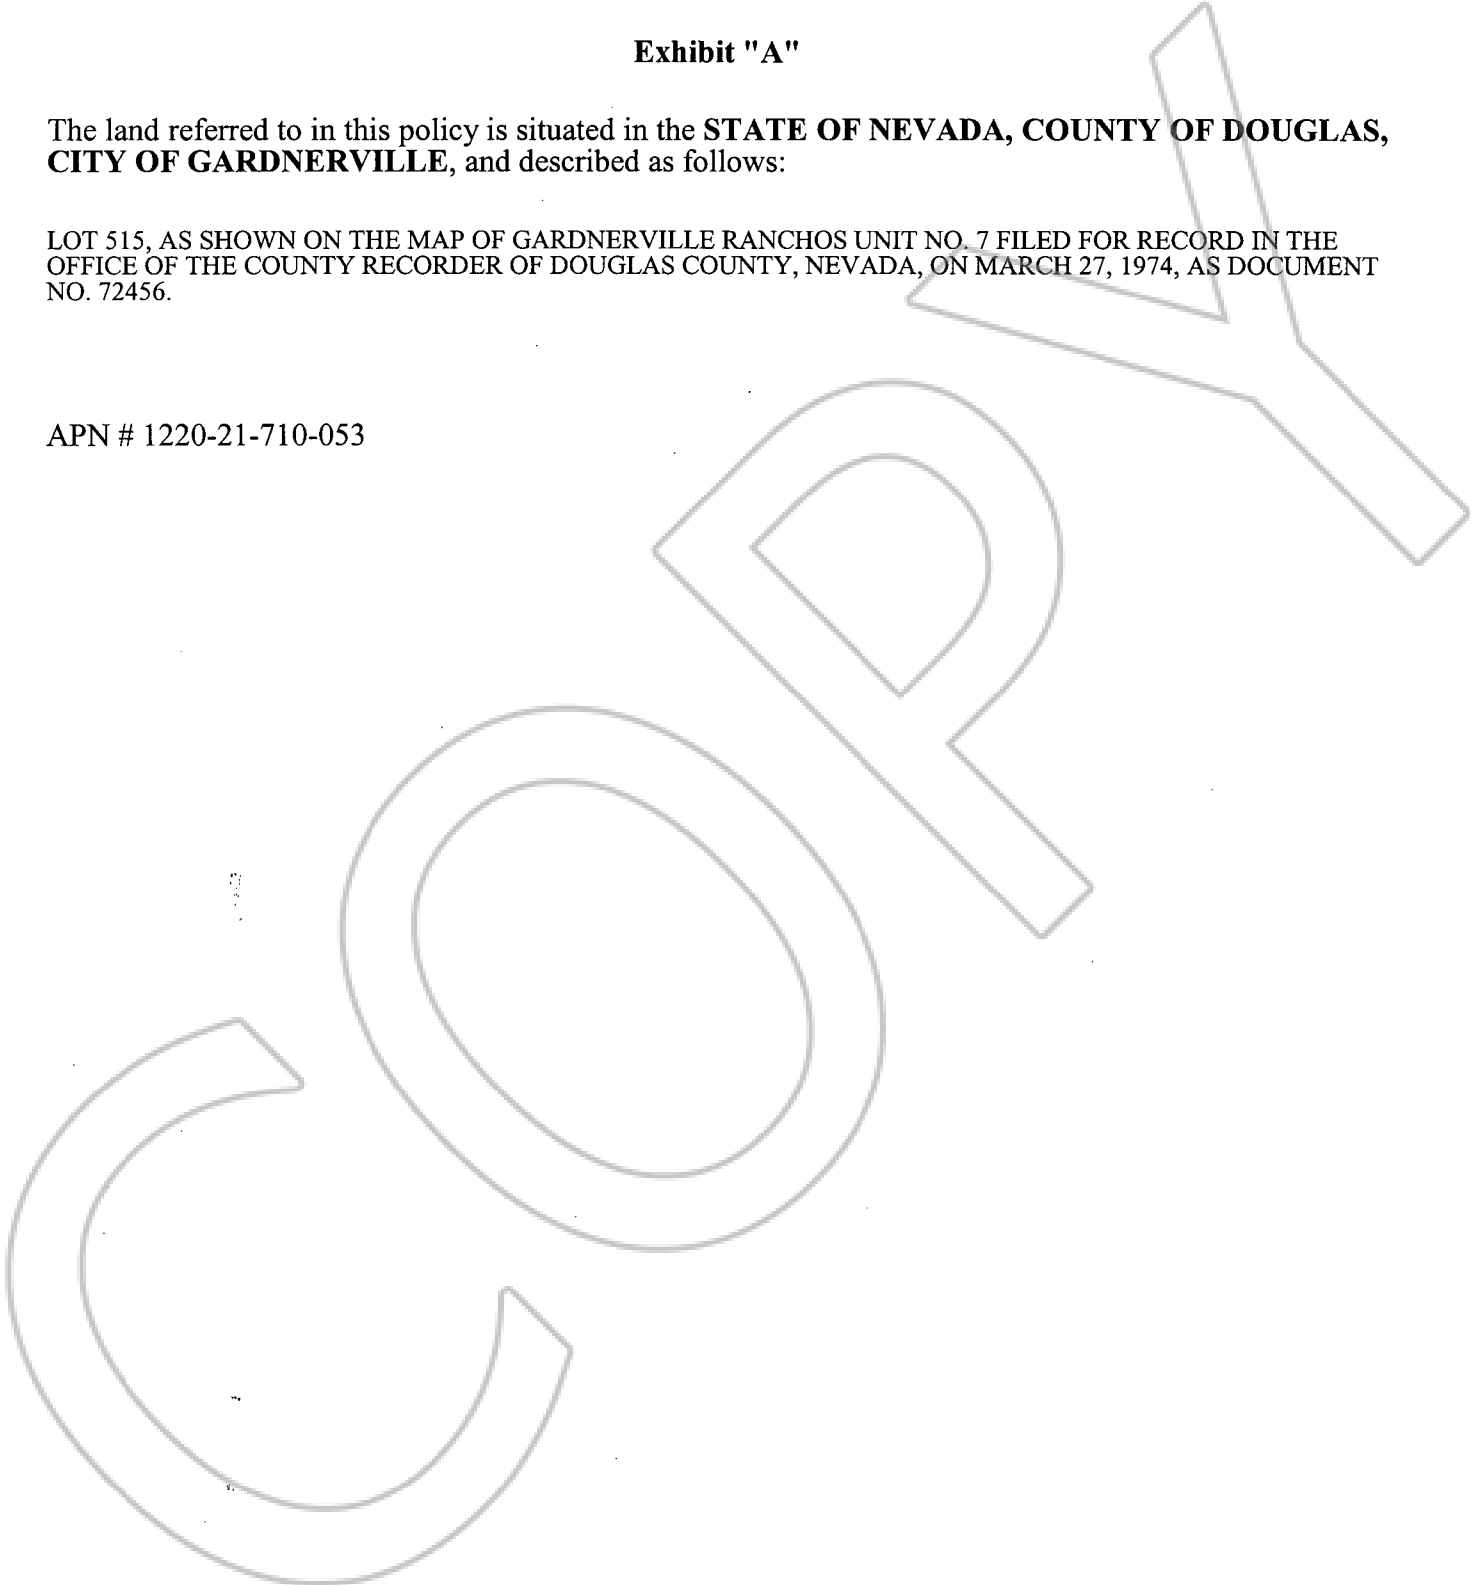 Exhibit "A"
The land referred to in this policy is situated in the STATE OF NEVADA, COUNTY OF DOUGLAS,
CITY OF GARDNERVILLE, and described as follows:
LOT 515, AS SHOWN ON THE MAP OF GARDNERVILLE RANCHOS UNIT NO. 7 FILED FOR RECORD IN THE
OFFICE OF THE COUNTY RECORDER OF DOUGLAS COUNTY, NEVADA, ON MARCH 27, 1974, AS DOCUMENT
NO. 72456.
APN # 1220-21-710-053
COPY